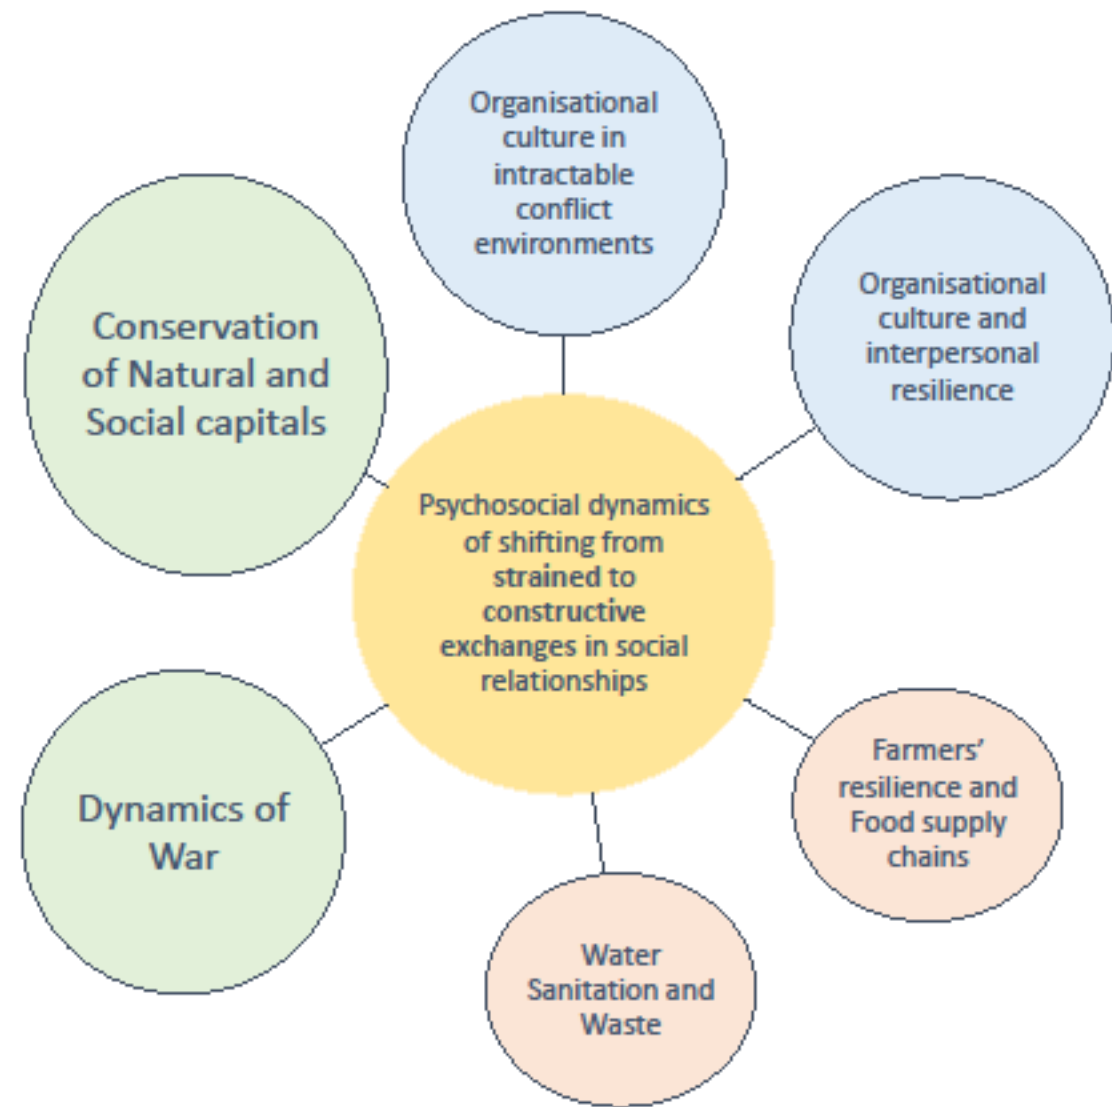 Organisational
culture in
intractable
conflict
environments
Organisational
culture and
interpersonal
resilience
Conservation
of Natural and
Social capitals
Psychosocial dynamics
of shifting from
strained to
constructive
exchanges in social
relationships
Dynamics of
War
Farmers’
resilience and
Food supply
chains
Water
Sanitation and
Waste